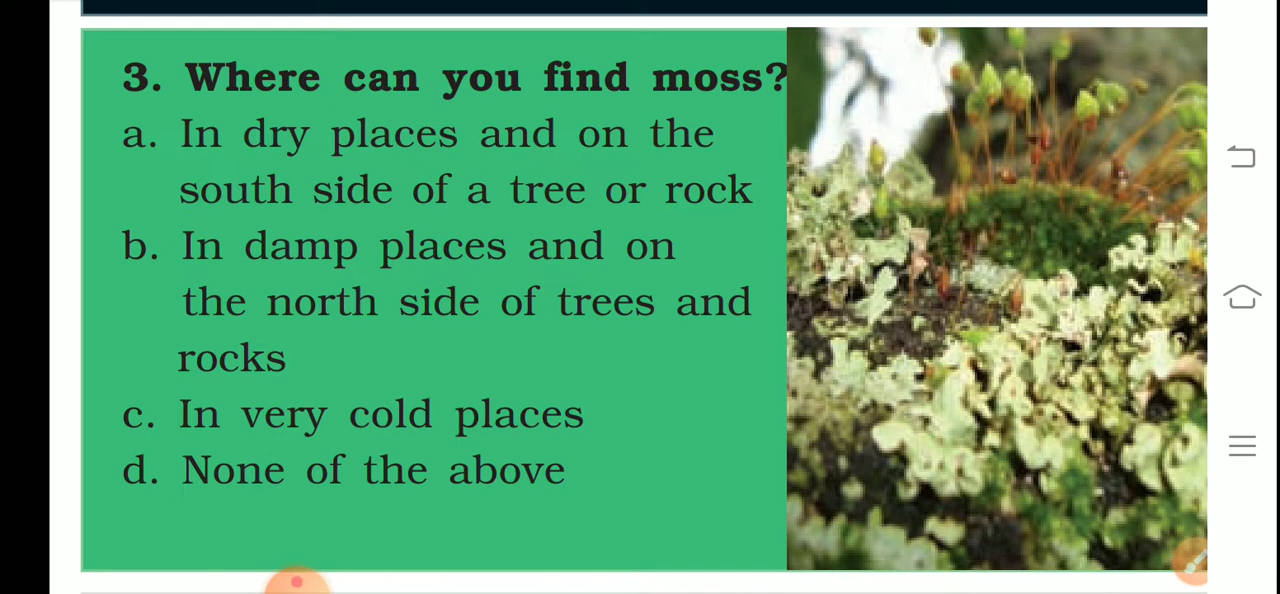 3. Where can you find moss?
a. In dry places and on the
south side of a tree or rock
b. In damp places and on
the north side of trees and
rocks
c. In very cold places
d. None of the above